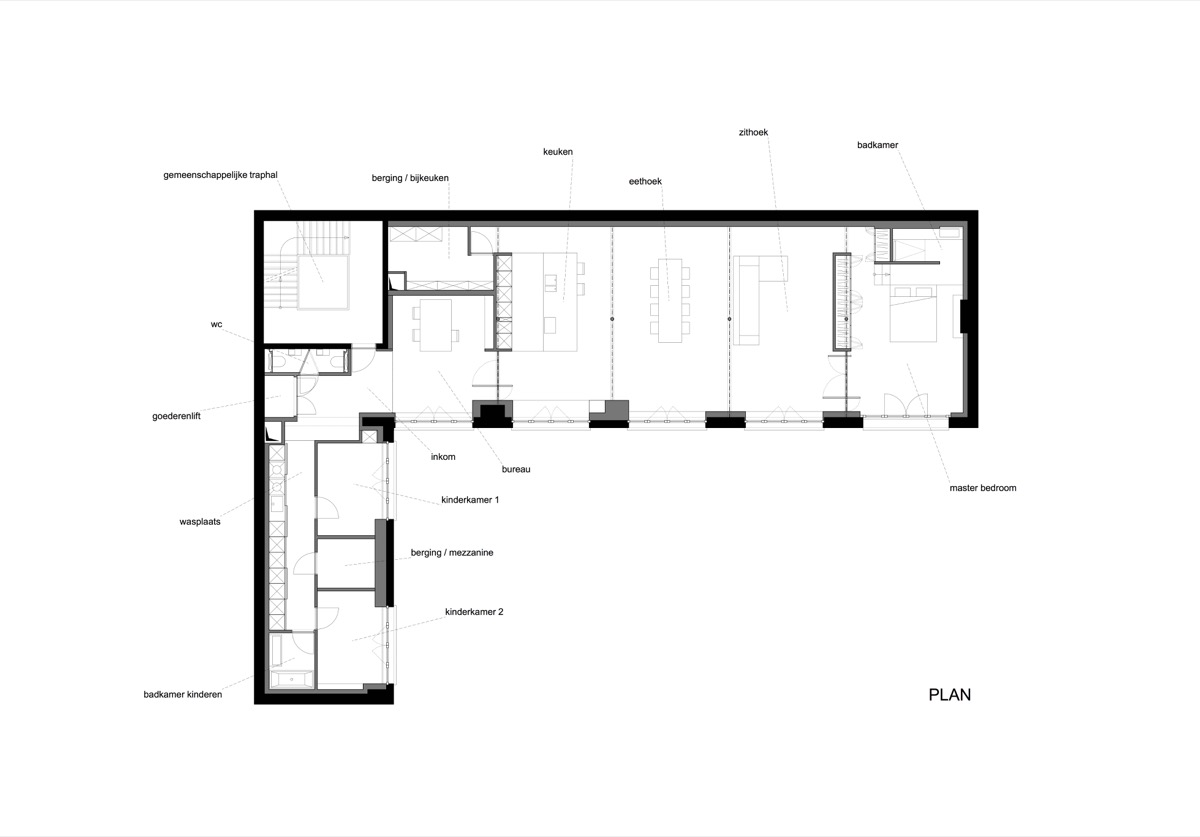 zithoek
badkamer
keuken
gemeenschappelijke traphal
berging / bijkeuken
eethoek
wc
goederenlift
inkom
bureau
master bedroom
kinderkamer 1
wasplaats
berging / mezzanine
kinderkamer 2
badkamer kinderen
PLAN